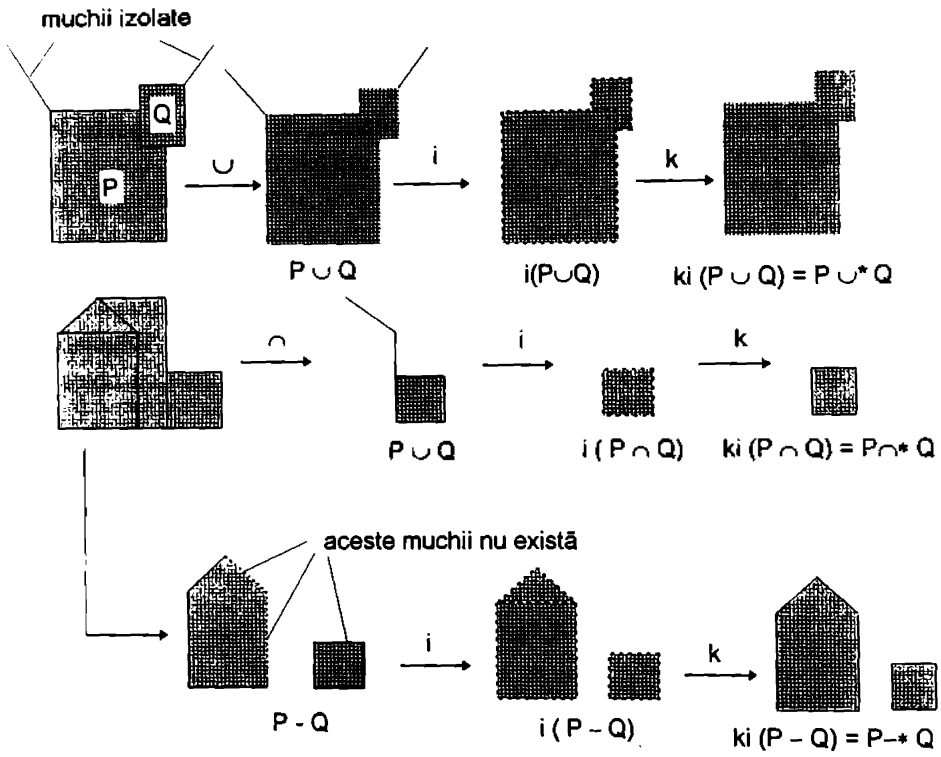 muchii izolate
Q
P
∪
i
k
P ∪ Q
i(P∪Q)
ki (P ∪ Q) = P ∪* Q
∩
i
k
P ∪ Q
i ( P ∩ Q)
ki (P ∩ Q) = P∩* Q
aceste muchii nu există
i
k
P - Q
i ( P – Q)
ki (P – Q) = P–* Q